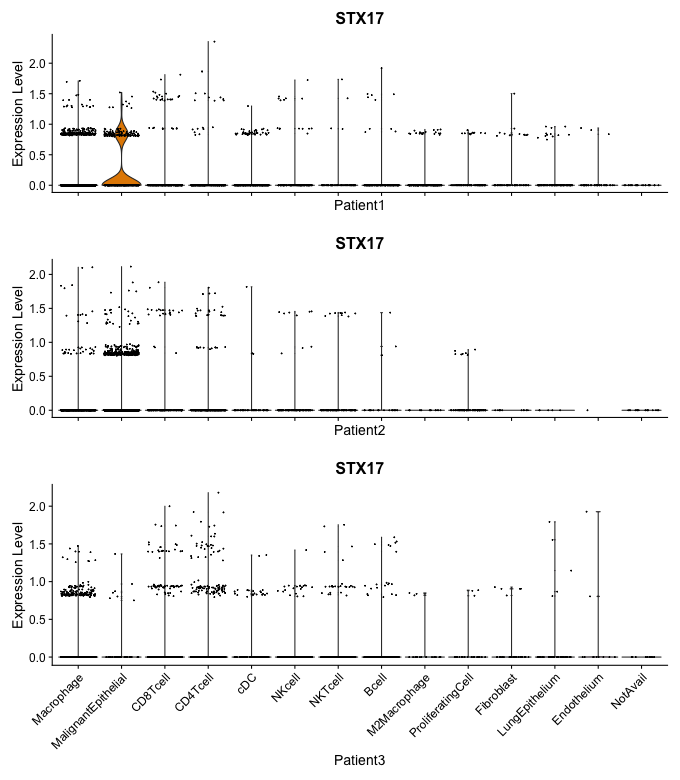 STX17
Expression Level
2.0
1.5
1.0
0.5
0.0
Patient1
STX17
Expression Level
2.0
1.5
1.0
0.5
0.0
Patient2
STX17
Expression Level
2.0
1.5
1.0
0.5
0.0
Macrophage
MalignantEpithelial
CD8Tcell
CD4Tcell
cDC
NKcell
NKTcell
Bcell
M2Macrophage
ProliferatingCell
Fibroblast
LungEpithelium
Endothelium
NotAvail
Patient3